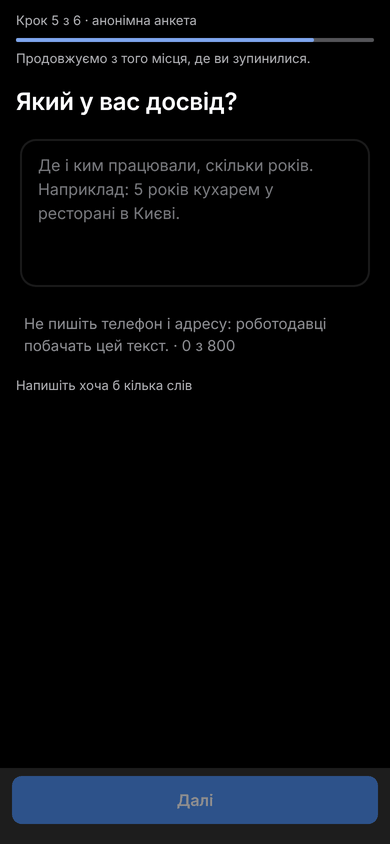 Крок 5 з 6 · анонімна анкета
Продовжуємо з того місця, де ви зупинилися.
Який у вас досвід?
Де і ким працювали, скільки років.
Наприклад: 5 років кухарем у
ресторані в Києві.
Не пишіть телефон і адресу: роботодавці
побачать цей текст. · 0 з 800
Напишіть хоча б кілька слів
Далі